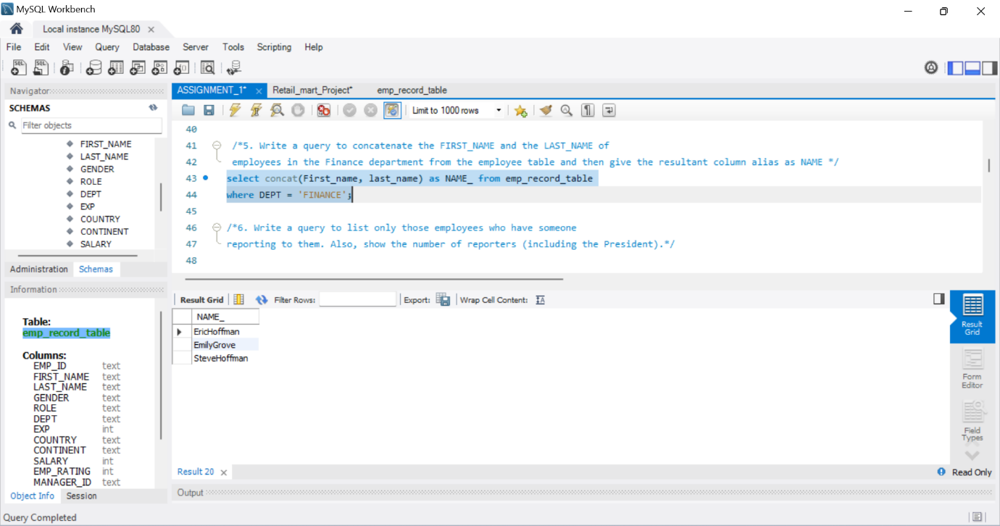 MySQL Workbench
Local instance MySQL80
File Edit View Query Database Server Tools Scripting Help
Navigator
SCHEMAS
Filter objects
FIRST_NAME
LAST_NAME
GENDER
ROLE
DEPT
EXP
COUNTRY
CONTINENT
SALARY
Administration Schemas
Information
Table:
emp_record_table
Columns:
EMP_ID text
FIRST_NAME text
LAST_NAME text
GENDER text
ROLE text
DEPT text
EXP int
COUNTRY text
CONTINENT text
SALARY int
EMP_RATING int
MANAGER_ID text
Object Info Session
ASSIGNMENT_1* Retail_mart_Project* emp_record_table
Limit to 1000 rows
40
41 /*5. Write a query to concatenate the FIRST_NAME and the LAST_NAME of
42 employees in the Finance department from the employee table and then give the resultant column alias as NAME */
43 select concat(First_name, last_name) as NAME_ from emp_record_table
44 where DEPT = 'FINANCE';
45
46 /*6. Write a query to list only those employees who have someone
47 reporting to them. Also, show the number of reporters (including the President).*/
48
Result Grid Filter Rows: Export: Wrap Cell Content:
NAME_
EricHoffman
EmilyGrove
SteveHoffman
Result Grid
Form Editor
Field Types
Result 20 Read Only
Output
Query Completed